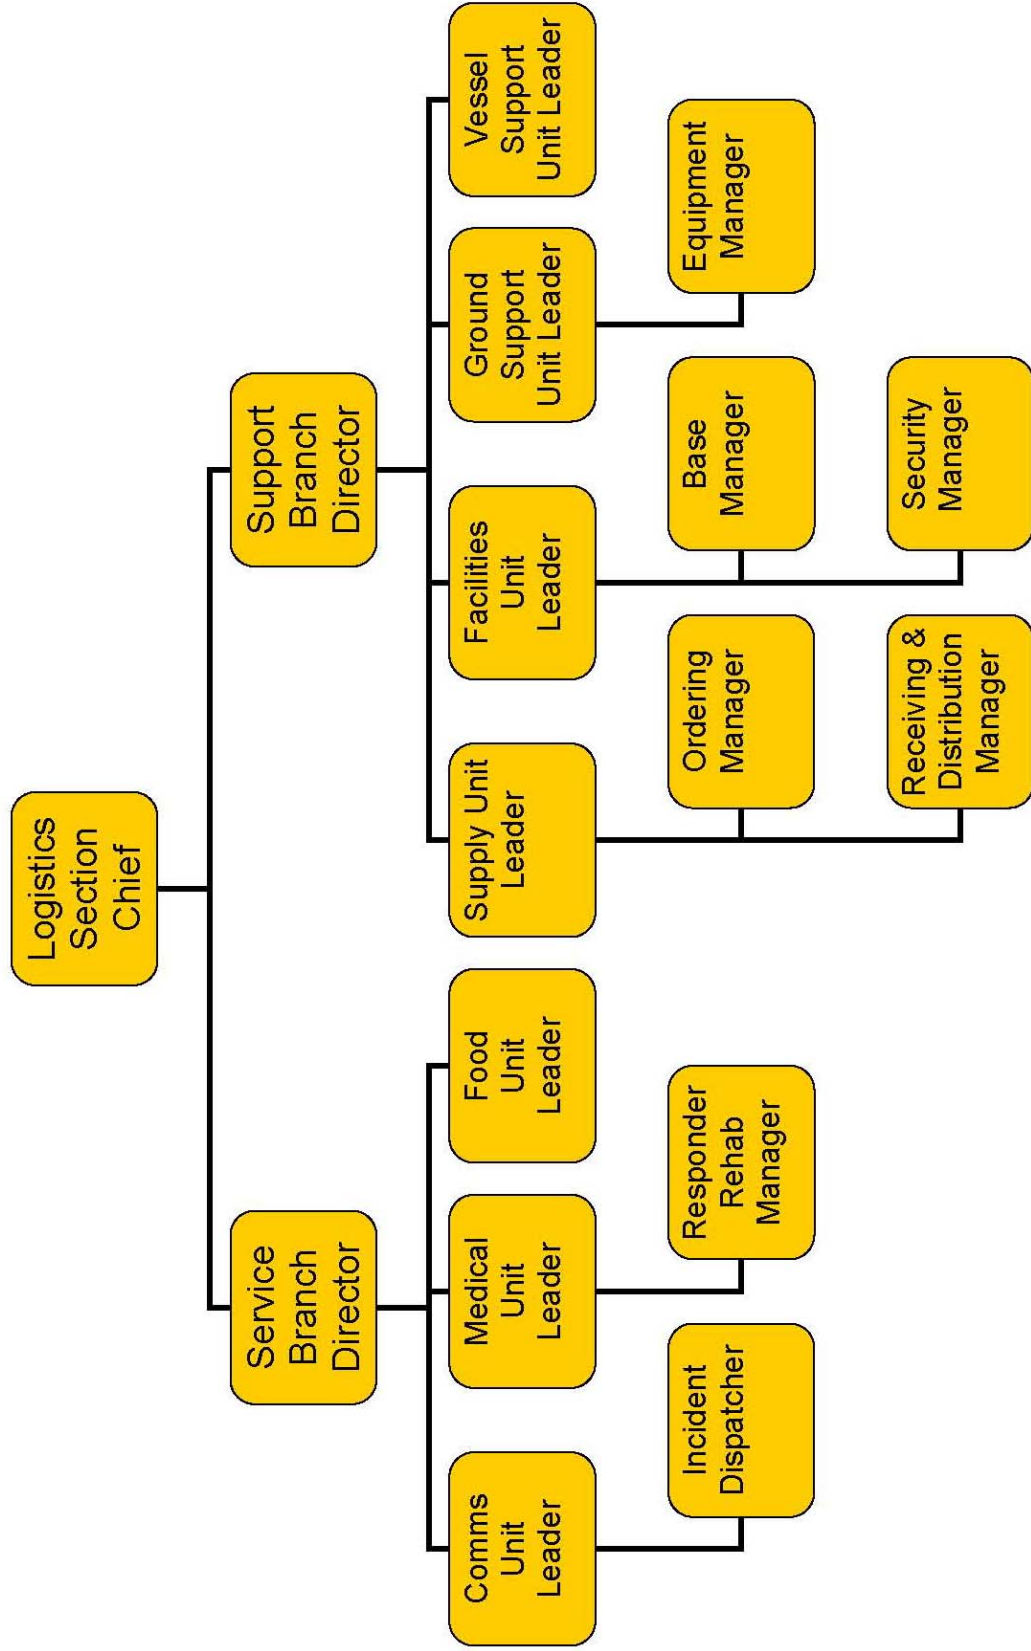 Logistics
Section
Chief
Service
Branch
Director
Support
Branch
Director
Comms
Unit
Leader
Medical
Unit
Leader
Food
Unit
Leader
Supply Unit
Leader
Facilities
Unit
Leader
Ground
Support
Unit Leader
Vessel
Support
Unit Leader
Incident
Dispatcher
Responder
Rehab
Manager
Ordering
Manager
Base
Manager
Equipment
Manager
Receiving &
Distribution
Manager
Security
Manager